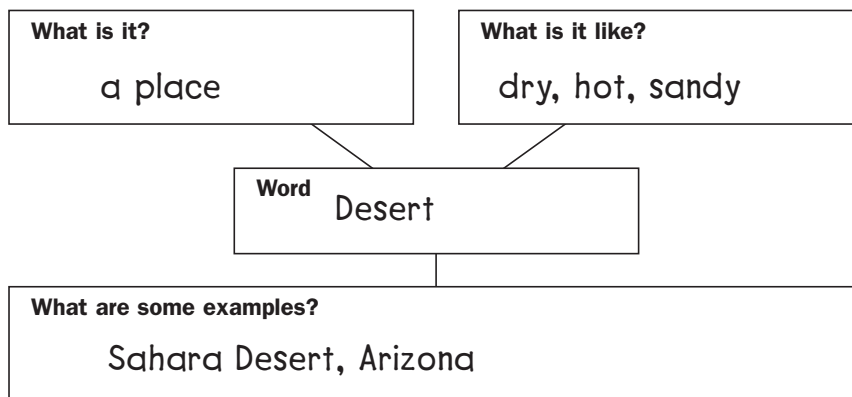 What is it?
a place
What is it like?
dry, hot, sandy
Word
Desert
What are some examples?
Sahara Desert, Arizona